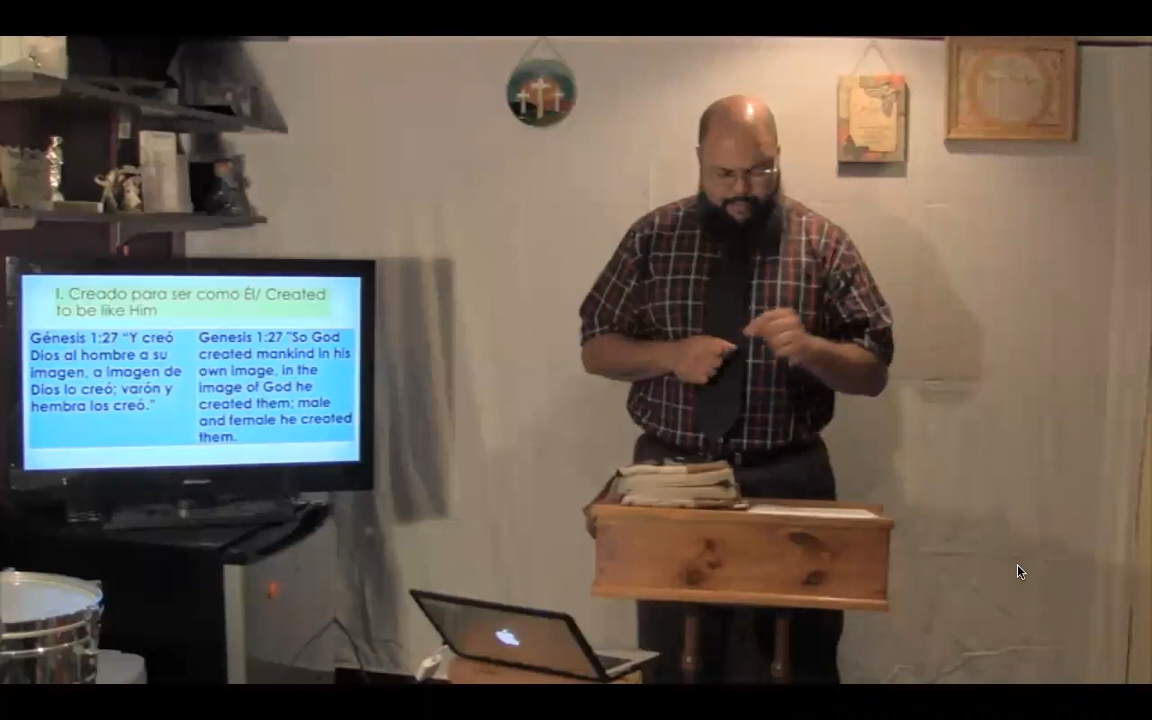 I. Creado para ser como Él/ Created
to be like Him
Génesis 1:27 "Y creó
Dios al hombre a su
imagen, a imagen de
Dios lo creó; varón y
hembra los creó."
Genesis 1:27 "So God
created mankind in his
own image, in the
image of God he
created them; male
and female he created
them.